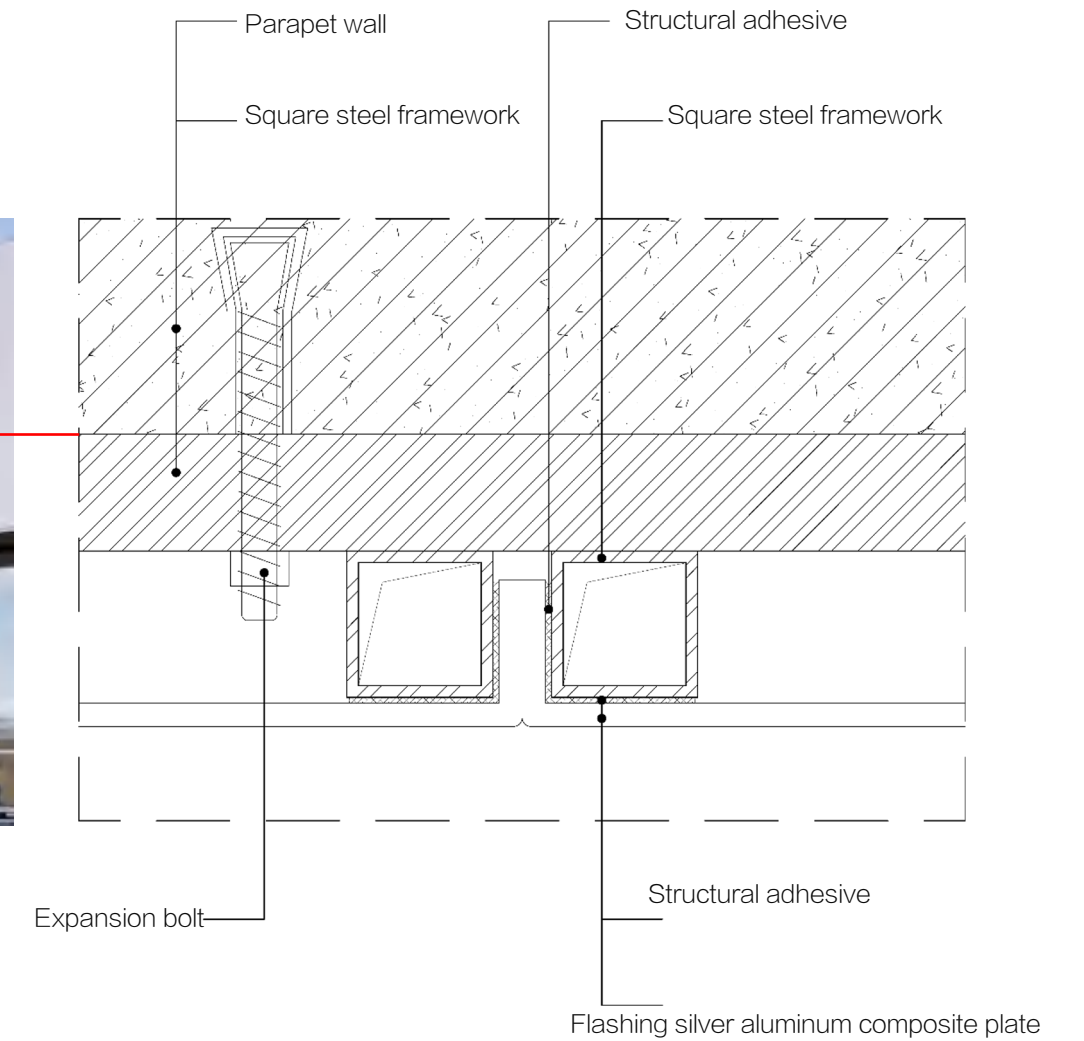 Parapet wall
Structural adhesive
Square steel framework
Square steel framework
Expansion bolt
Structural adhesive
Flashing silver aluminum composite plate